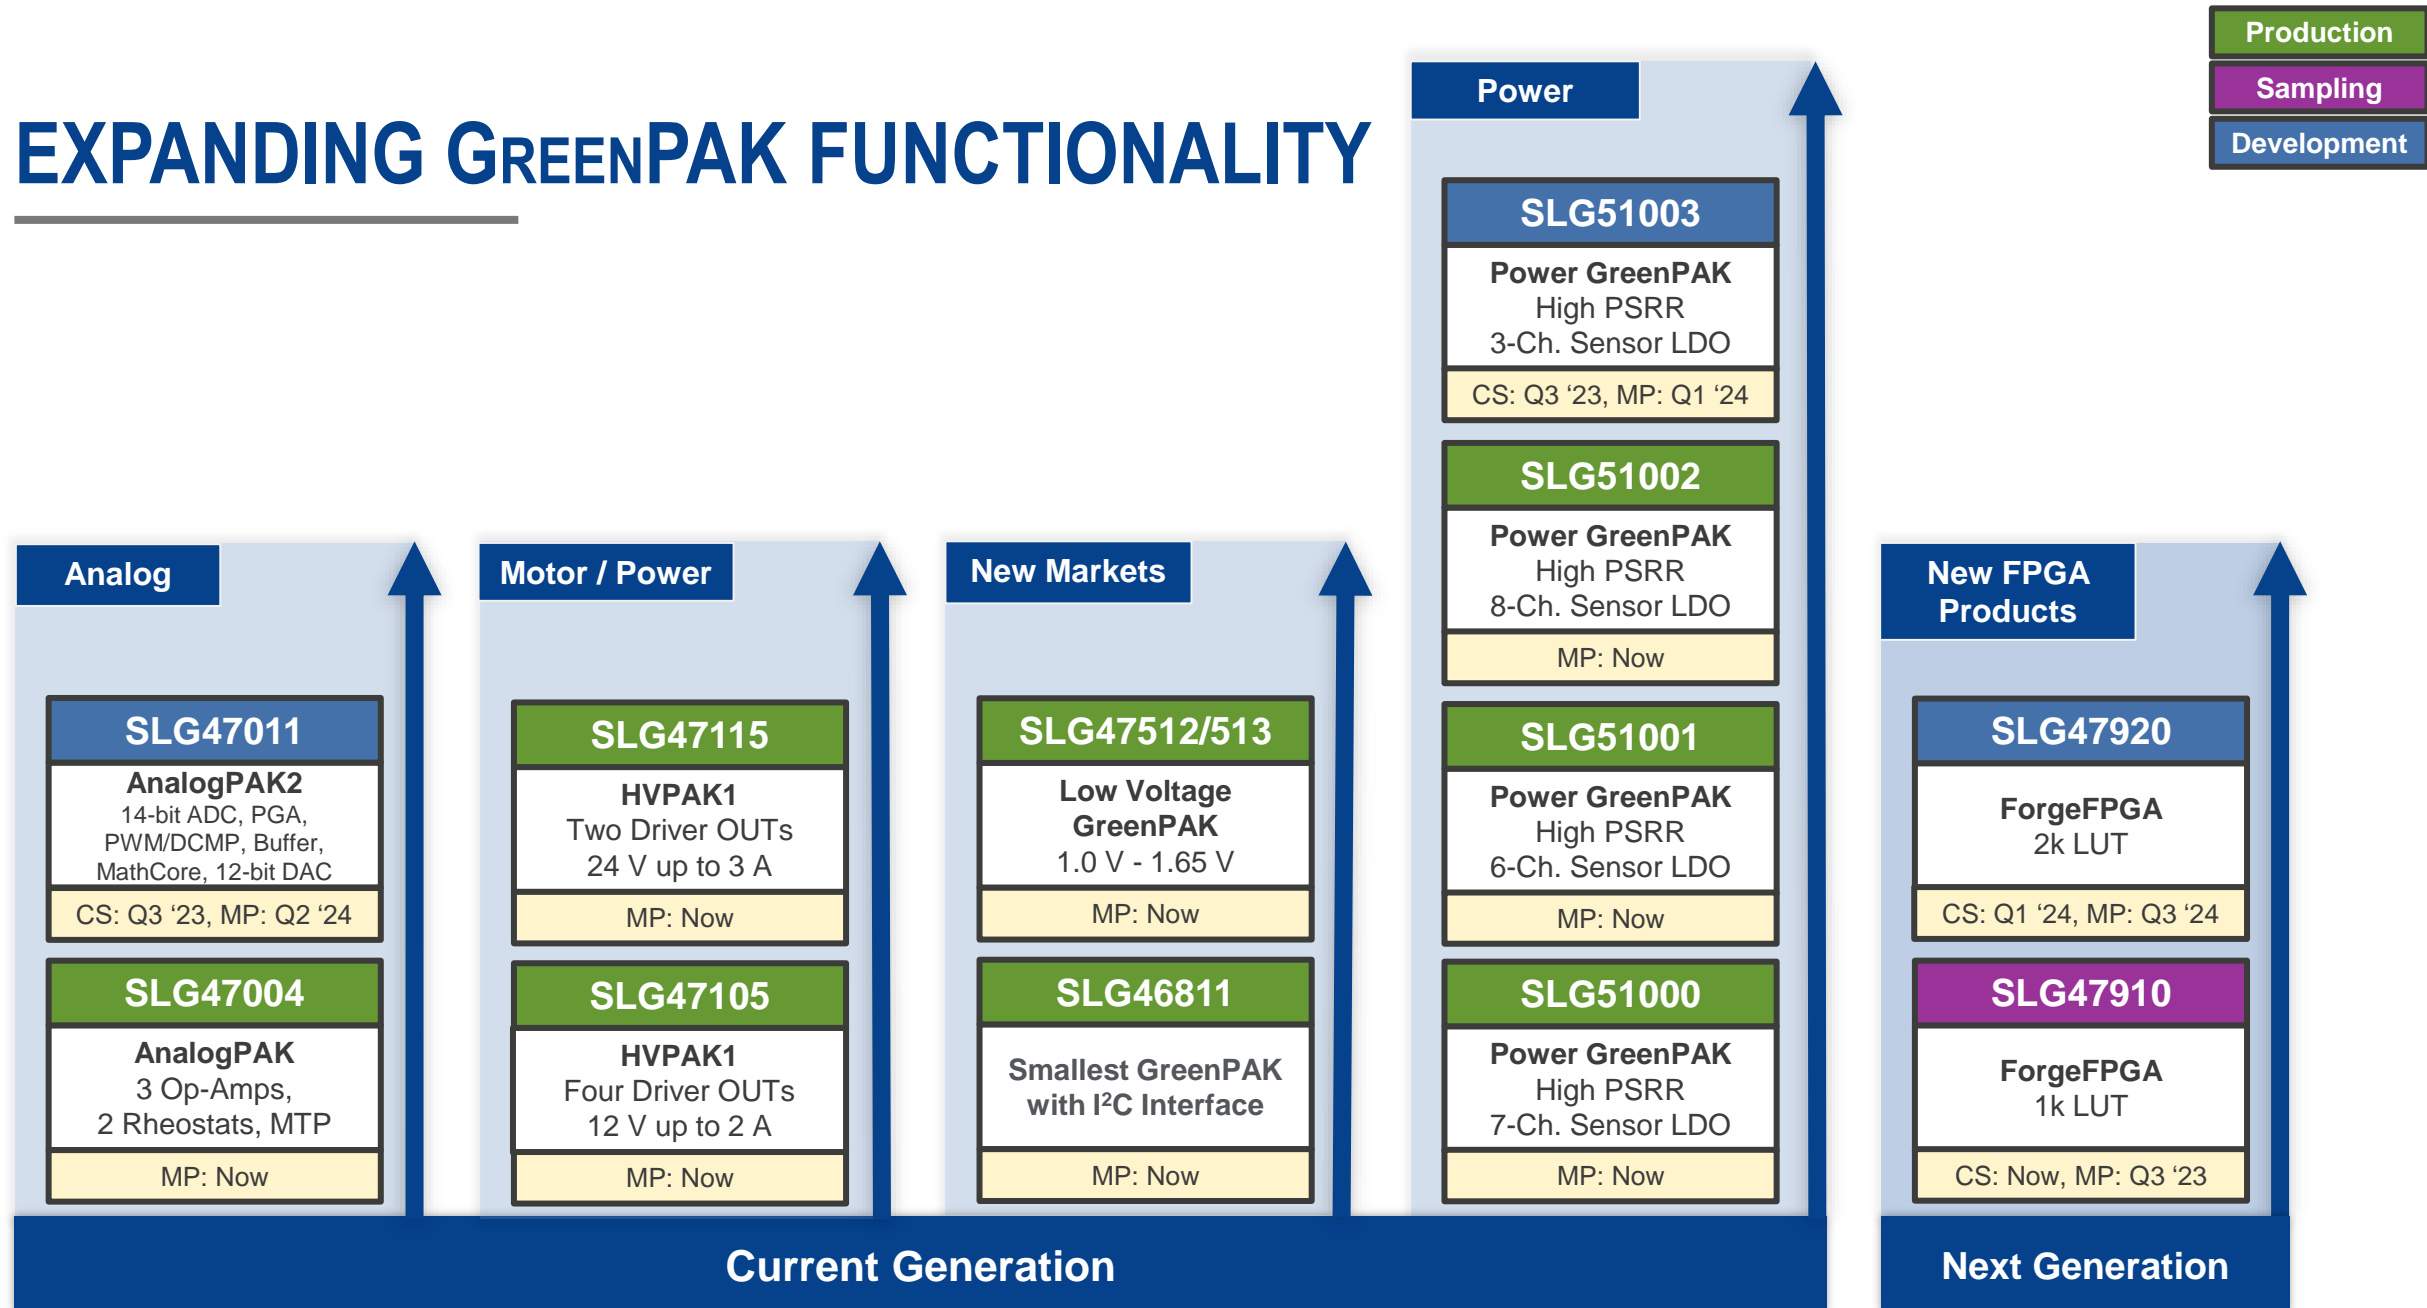 EXPANDING GREENPAK FUNCTIONALITY
Production
Sampling
Development
Analog
SLG47011
AnalogPAK2
14-bit ADC, PGA,
PWM/DCMP, Buffer,
MathCore, 12-bit DAC
CS: Q3 ‘23, MP: Q2 ‘24
SLG47004
AnalogPAK
3 Op-Amps,
2 Rheostats, MTP
MP: Now
Motor / Power
SLG47115
HVPAK1
Two Driver OUTs
24 V up to 3 A
MP: Now
SLG47105
HVPAK1
Four Driver OUTs
12 V up to 2 A
MP: Now
New Markets
SLG47512/513
Low Voltage
GreenPAK
1.0 V - 1.65 V
MP: Now
SLG46811
Smallest GreenPAK
with I²C Interface
MP: Now
Power
SLG51003
Power GreenPAK
High PSRR
3-Ch. Sensor LDO
CS: Q3 ‘23, MP: Q1 ‘24
SLG51002
Power GreenPAK
High PSRR
8-Ch. Sensor LDO
MP: Now
SLG51001
Power GreenPAK
High PSRR
6-Ch. Sensor LDO
MP: Now
SLG51000
Power GreenPAK
High PSRR
7-Ch. Sensor LDO
MP: Now
Current Generation
New FPGA
Products
SLG47920
ForgeFPGA
2k LUT
CS: Q1 ‘24, MP: Q3 ‘24
SLG47910
ForgeFPGA
1k LUT
CS: Now, MP: Q3 ‘23
Next Generation